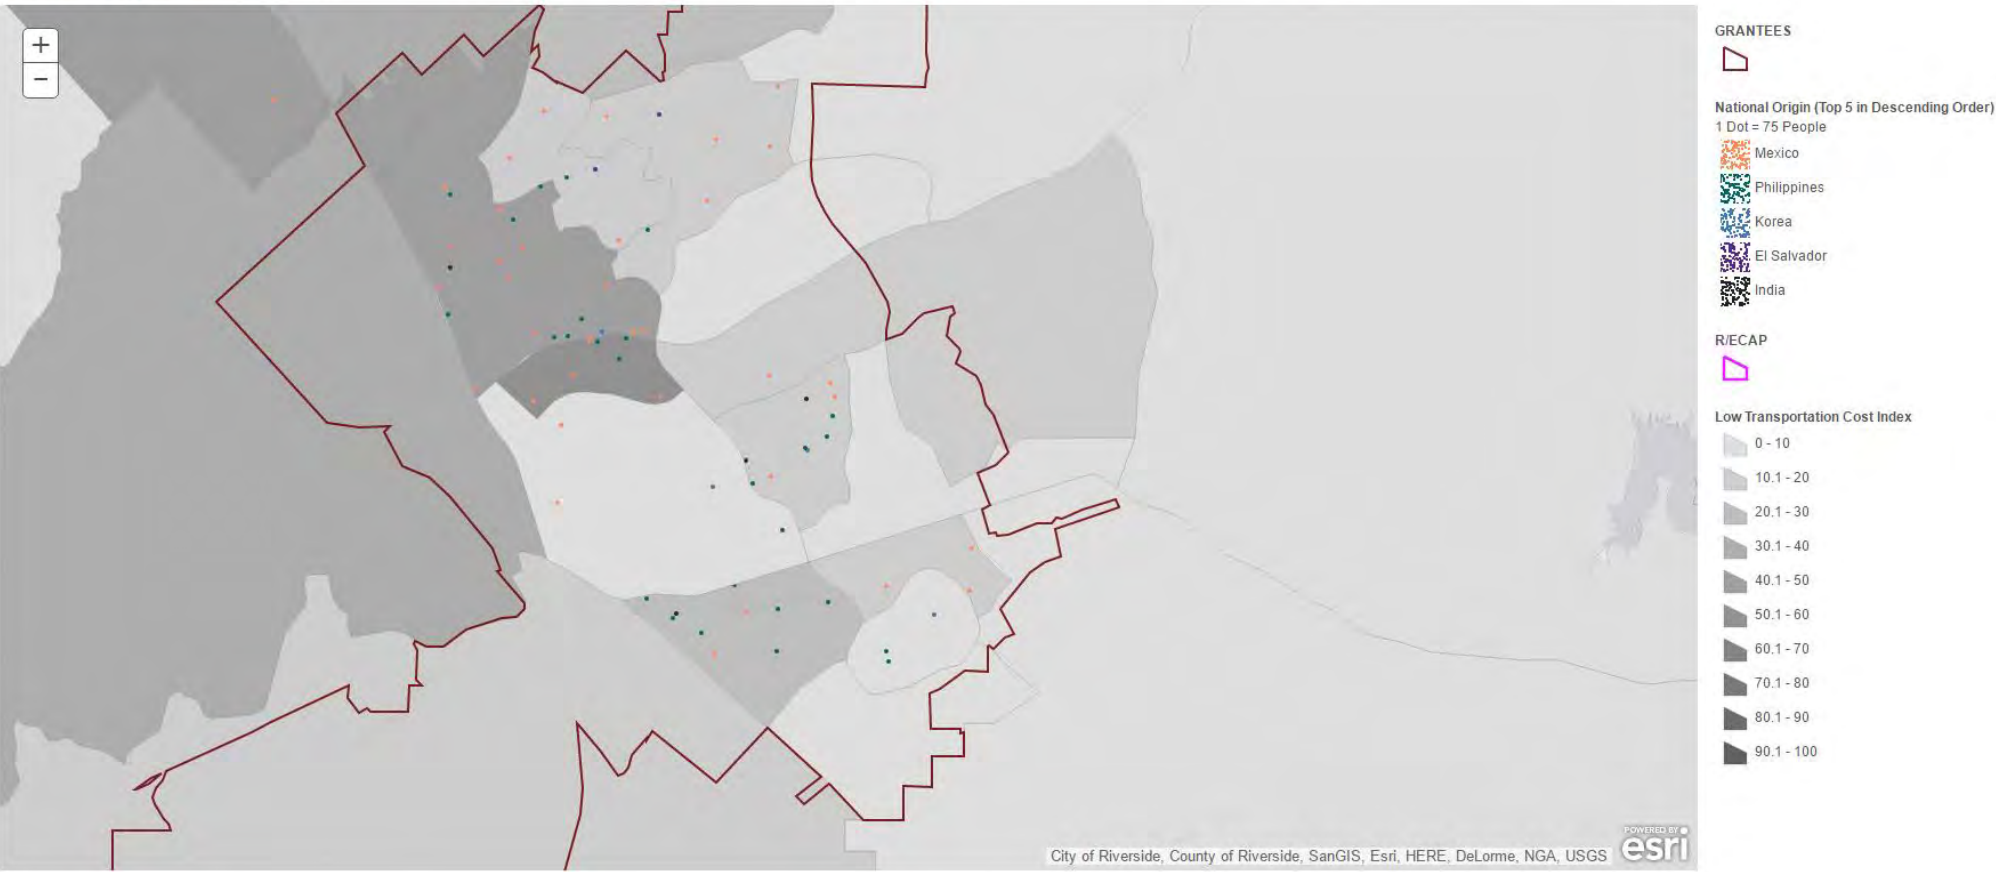 +
−
GRANTEES
National Origin (Top 5 in Descending Order)
1 Dot = 75 People
Mexico
Philippines
Korea
El Salvador
India
R/ECAP
Low Transportation Cost Index
0 - 10
10.1 - 20
20.1 - 30
30.1 - 40
40.1 - 50
50.1 - 60
60.1 - 70
70.1 - 80
80.1 - 90
90.1 - 100
City of Riverside, County of Riverside, SanGIS, Esri, HERE, DeLorme, NGA, USGS
POWERED BY
esri